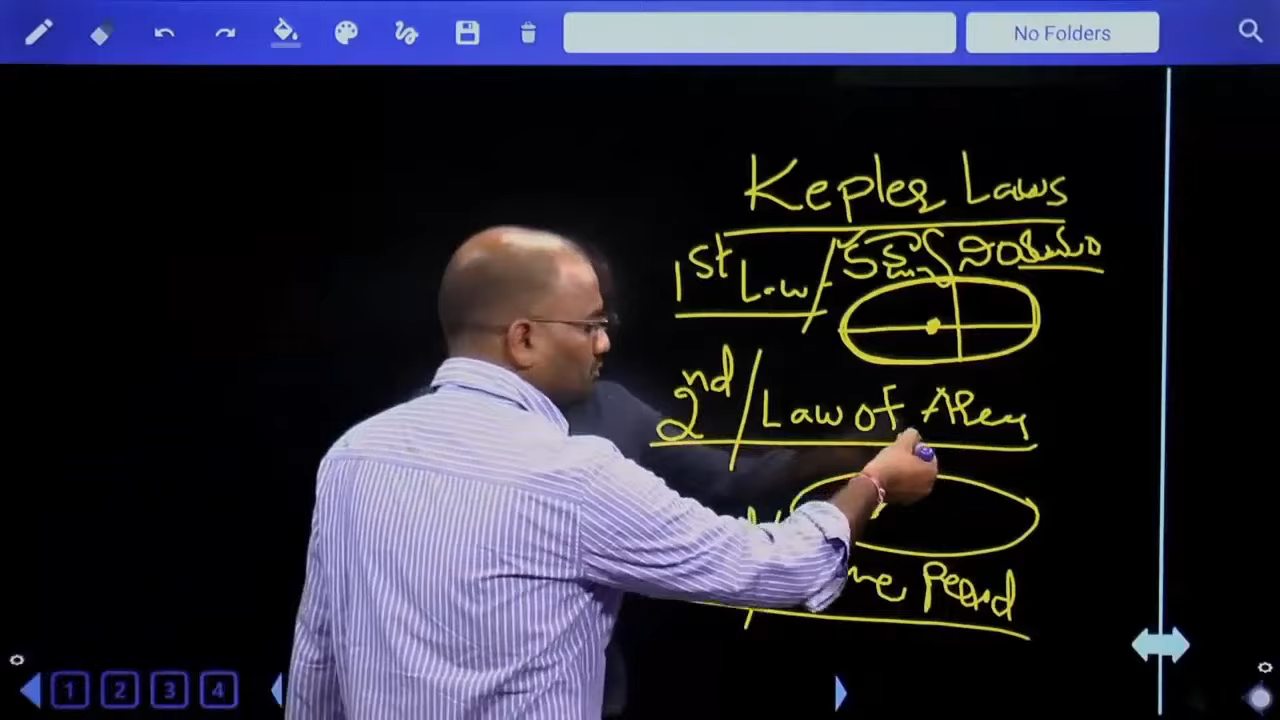 No Folders
Kepler Laws
1st Law / కక్ష్య నియమం
2nd / Law of Area
Period
1 2 3 4